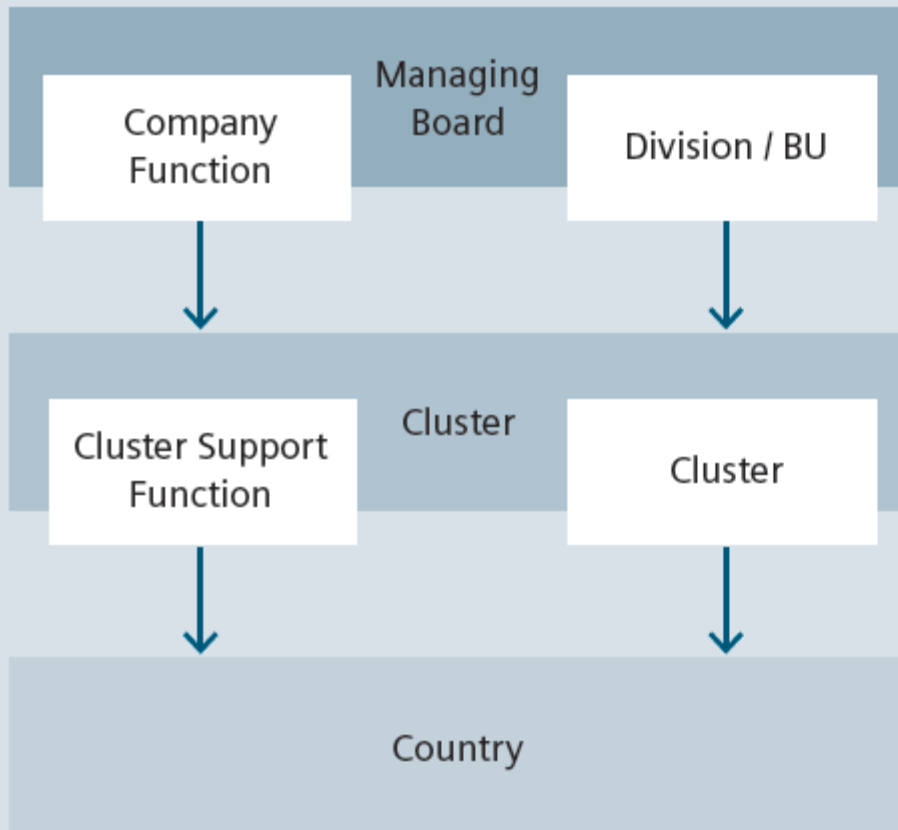 Managing
Board
Company
Function
Division / BU
Cluster
Cluster Support
Function
Cluster
Country